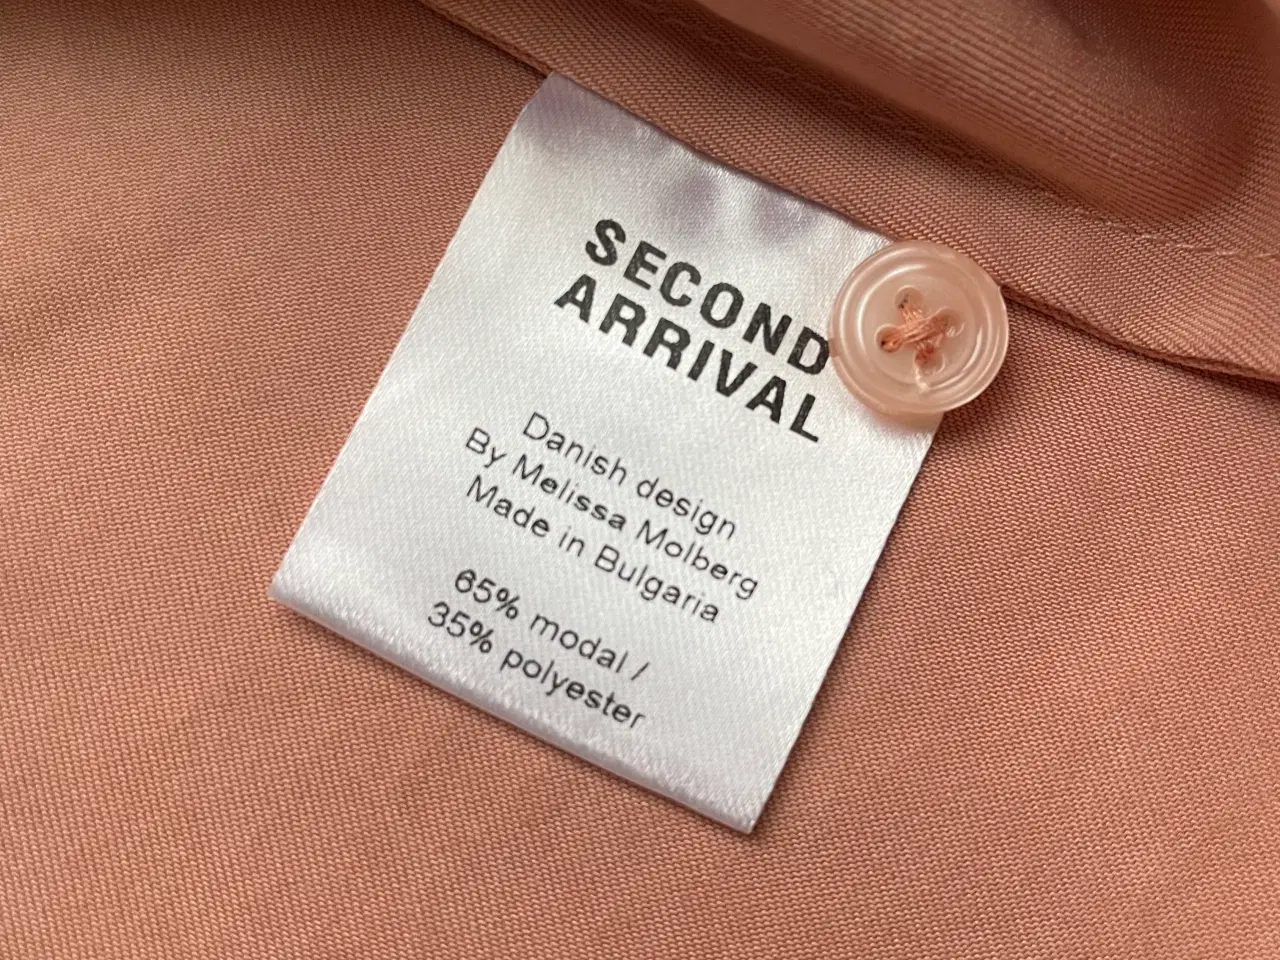 SECOND
ARRIVAL
Danish design
By Melissa Molberg
Made in Bulgaria
65% modal /
35% polyester